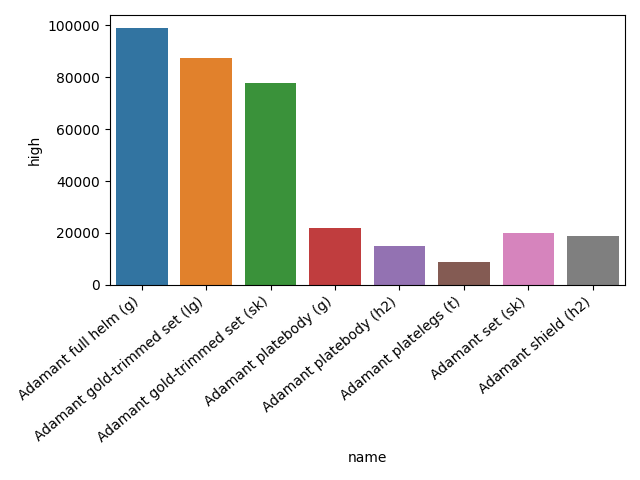 100000
80000
60000
40000
20000
0
high
Adamant full helm (g)
Adamant gold-trimmed set (lg)
Adamant gold-trimmed set (sk)
Adamant platebody (g)
Adamant platebody (h2)
Adamant platelegs (t)
Adamant set (sk)
Adamant shield (h2)
name